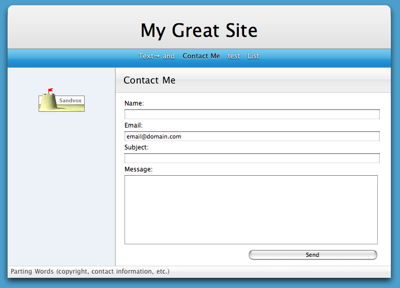 My Great Site
Text→ and Contact Me Test List
Sandvox
Contact Me
Name:
Email:
email@domain.com
Subject:
Message:
Send
Parting Words (copyright, contact information, etc.)